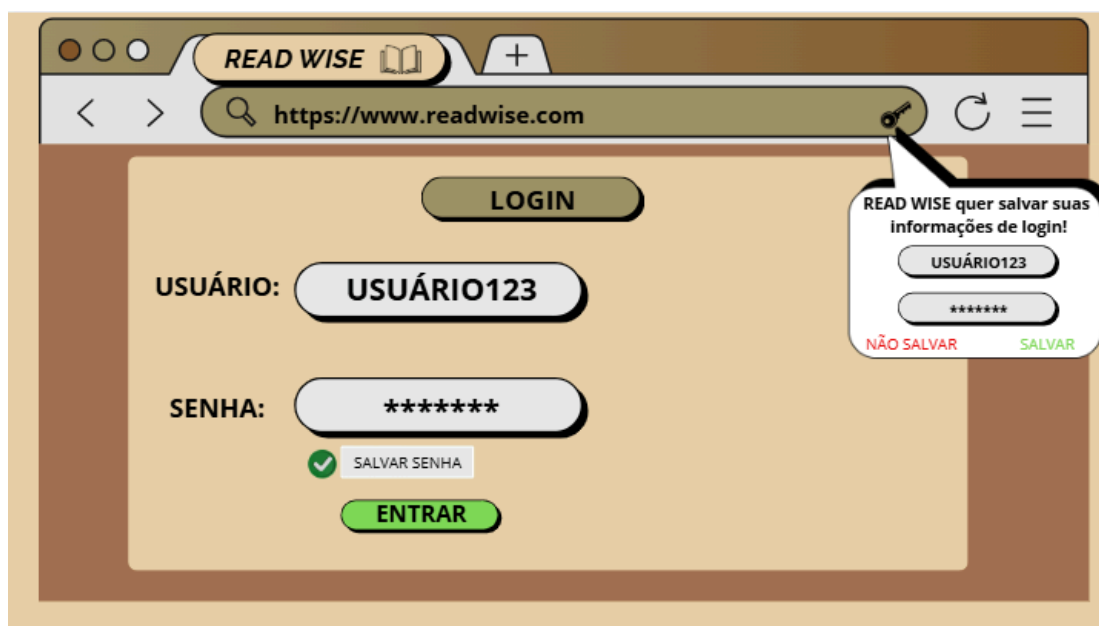 READ WISE
+
https://www.readwise.com
LOGIN
READ WISE quer salvar suas
informações de login!
USUÁRIO123
*******
NÃO SALVAR SALVAR
USUÁRIO: USUÁRIO123
SENHA: *******
SALVAR SENHA
ENTRAR